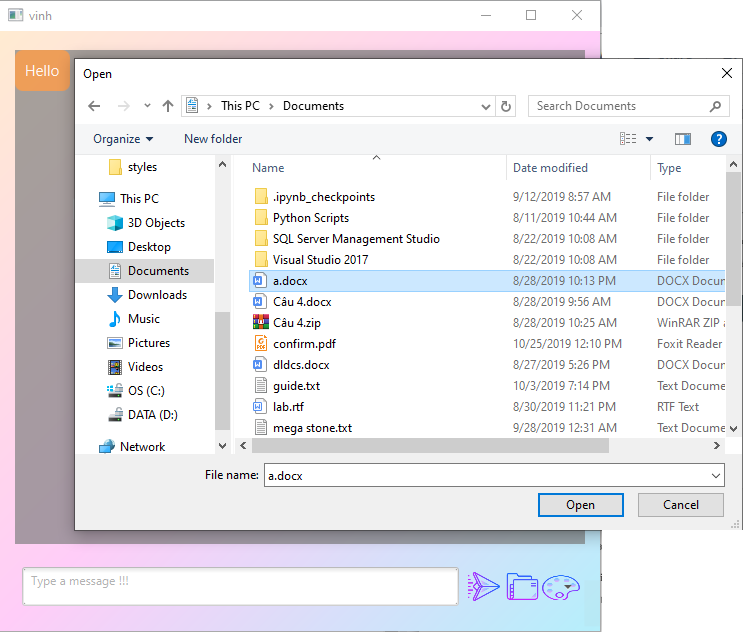 vinh
Hello
Open
This PC > Documents
Search Documents
Organize
New folder
?
styles
This PC
3D Objects
Desktop
Documents
Downloads
Music
Pictures
Videos
OS (C:)
DATA (D:)
Network
Name Date modified Type
.ipynb_checkpoints 9/12/2019 8:57 AM File folder
Python Scripts 8/11/2019 10:44 AM File folder
SQL Server Management Studio 8/22/2019 10:08 AM File folder
Visual Studio 2017 8/22/2019 10:08 AM File folder
a.docx 8/28/2019 10:13 PM DOCX Docur
Câu 4.docx 8/28/2019 9:56 AM DOCX Docur
Câu 4.zip 8/28/2019 10:25 AM WinRAR ZIP a
confirm.pdf 10/25/2019 12:10 PM Foxit Reader
dldcs.docx 8/27/2019 5:26 PM DOCX Docur
guide.txt 10/3/2019 7:14 PM Text Docume
lab.rtf 8/30/2019 11:21 PM RTF Text
mega stone.txt 9/28/2019 12:31 AM Text Docume
File name: a.docx
Open
Cancel
Type a message !!!